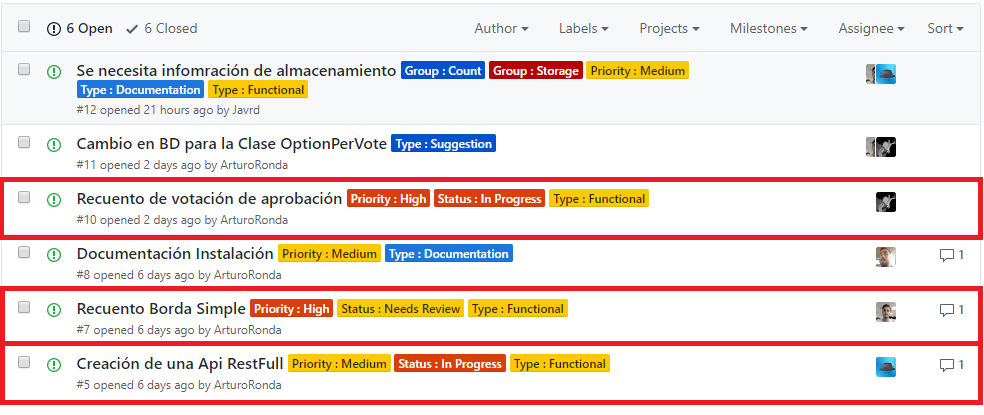 6 Open 6 Closed Author Labels Projects Milestones Assignee Sort
Se necesita infomración de almacenamiento Group : Count Group : Storage Priority : Medium
Type : Documentation Type : Functional
#12 opened 21 hours ago by Javrd
Cambio en BD para la Clase OptionPerVote Type : Suggestion
#11 opened 2 days ago by ArturoRonda
Recuento de votación de aprobación Priority : High Status : In Progress Type : Functional
#10 opened 2 days ago by ArturoRonda
Documentación Instalación Priority : Medium Type : Documentation 1
#8 opened 6 days ago by ArturoRonda
Recuento Borda Simple Priority : High Status : Needs Review Type : Functional 1
#7 opened 6 days ago by ArturoRonda
Creación de una Api RestFull Priority : Medium Status : In Progress Type : Functional 1
#5 opened 6 days ago by ArturoRonda